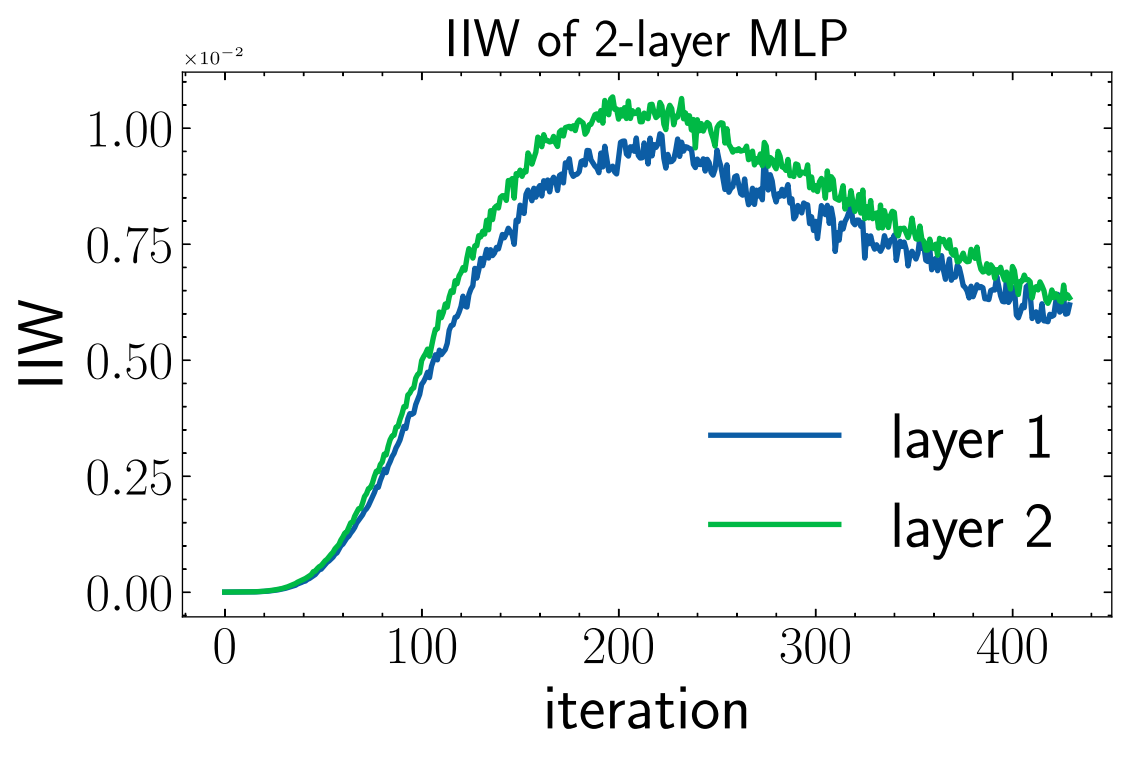 IIW of 2-layer MLP
×10⁻²
1.00
0.75
0.50
0.25
0.00
IIW
layer 1
layer 2
0 100 200 300 400
iteration